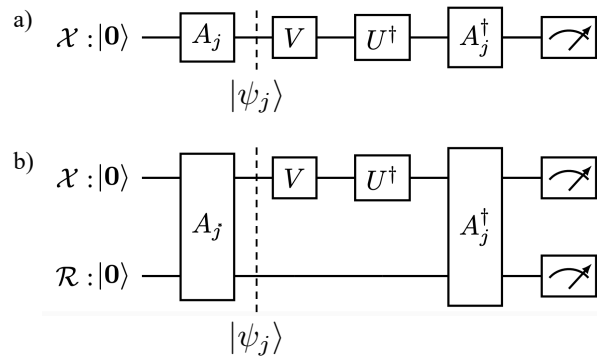 a) 𝒳 : |0⟩ A_j V U† A_j†
|ψ_j⟩
b) 𝒳 : |0⟩ A_j V U† A_j†
ℛ : |0⟩
|ψ_j⟩